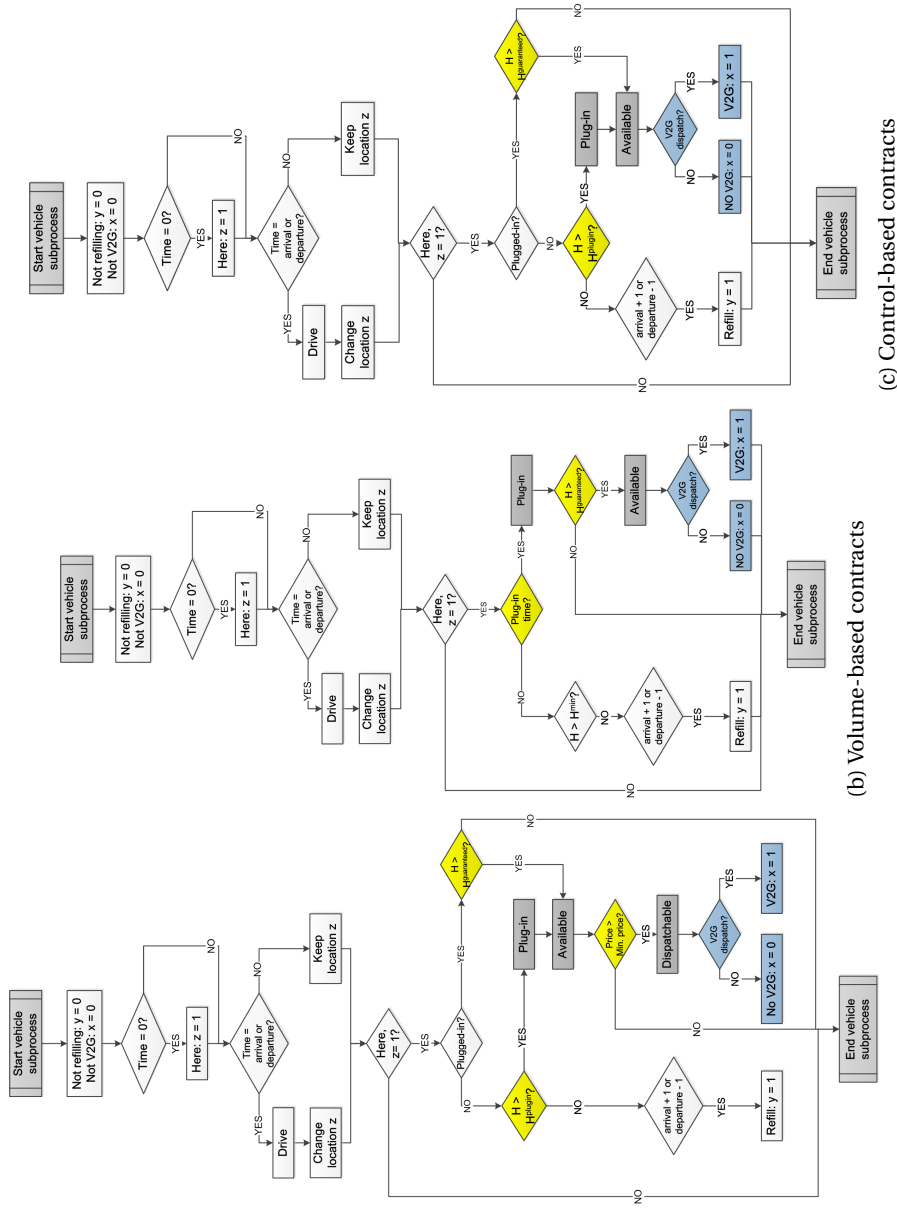 Start vehicle
subprocess
Not refilling: y = 0
Not V2G: x = 0
Time = 0?
YES
NO
Here: z = 1
Time =
arrival or
departure?
YES
NO
Drive
Change
location z
Keep
location z
Here,
z= 1?
YES
NO
Plugged-in?
YES
NO
H >
Hguaranteed?
YES
NO
H >
Hplugin?
YES
NO
Plug-in
Available
Price >
Min. price?
YES
NO
Dispatchable
V2G
dispatch?
YES
NO
No V2G: x = 0
V2G: x = 1
arrival + 1 or
departure - 1
YES
Refill: y = 1
End vehicle
subprocess
Start vehicle
subprocess
Not refilling: y = 0
Not V2G: x = 0
Time = 0?
YES
NO
Here: z = 1
Time =
arrival or
departure?
YES
NO
Drive
Change
location z
Keep
location z
Here,
z = 1?
YES
NO
Plug-in
time?
YES
NO
Plug-in
H >
Hguaranteed?
YES
NO
Available
V2G
dispatch?
YES
NO
NO V2G: x = 0
V2G: x = 1
H > Hmin?
NO
arrival + 1 or
departure - 1
YES
Refill: y = 1
End vehicle
subprocess
(b) Volume-based contracts
Start vehicle
subprocess
Not refilling: y = 0
Not V2G: x = 0
Time = 0?
YES
NO
Here: z = 1
Time =
arrival or
departure?
YES
NO
Drive
Change
location z
Keep
location z
Here,
z = 1?
YES
NO
Plugged-in?
YES
NO
H >
Hguaranteed?
YES
NO
H >
Hplugin?
YES
NO
Plug-in
Available
V2G
dispatch?
YES
NO
NO V2G: x = 0
V2G: x = 1
arrival + 1 or
departure - 1
YES
Refill: y = 1
End vehicle
subprocess
(c) Control-based contracts